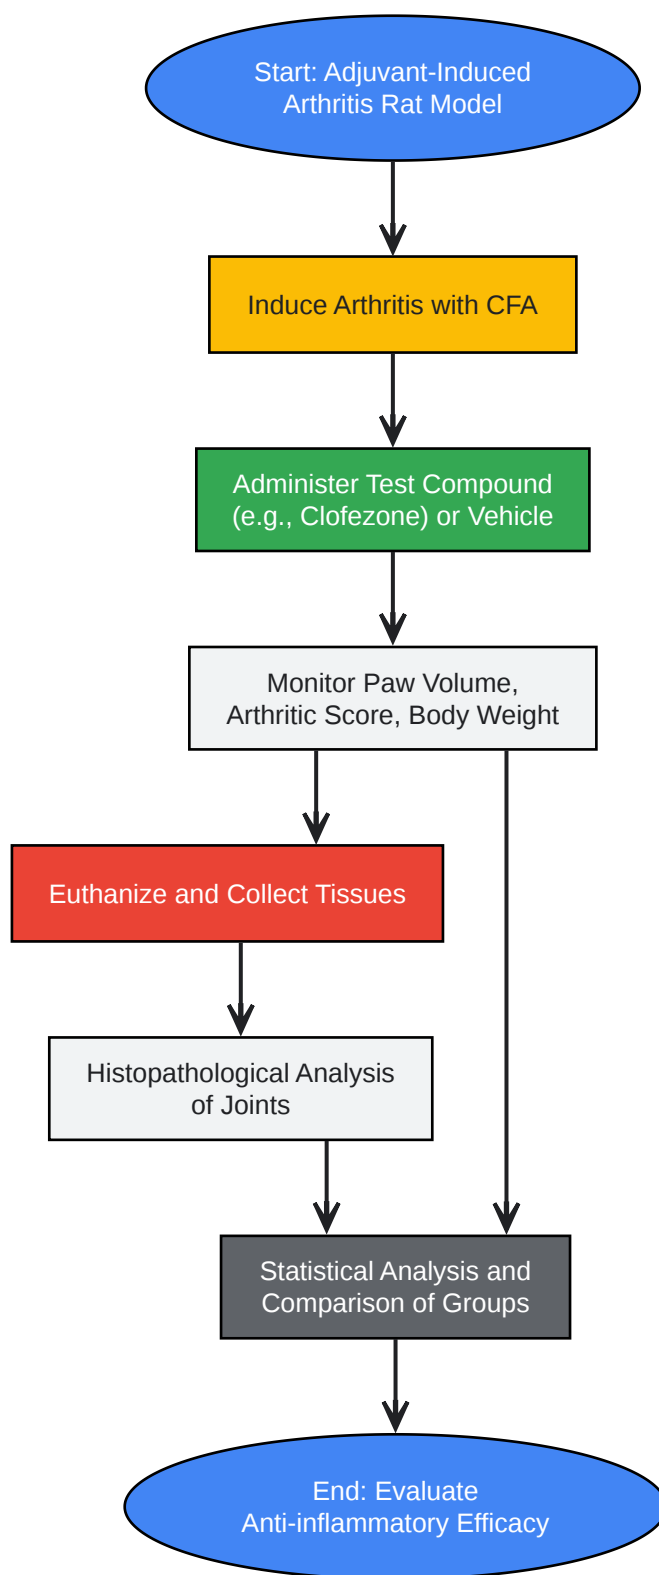 Start: Adjuvant-Induced
Arthritis Rat Model
Induce Arthritis with CFA
Administer Test Compound
(e.g., Clofezone) or Vehicle
Monitor Paw Volume,
Arthritic Score, Body Weight
Euthanize and Collect Tissues
Histopathological Analysis
of Joints
Statistical Analysis and
Comparison of Groups
End: Evaluate
Anti-inflammatory Efficacy